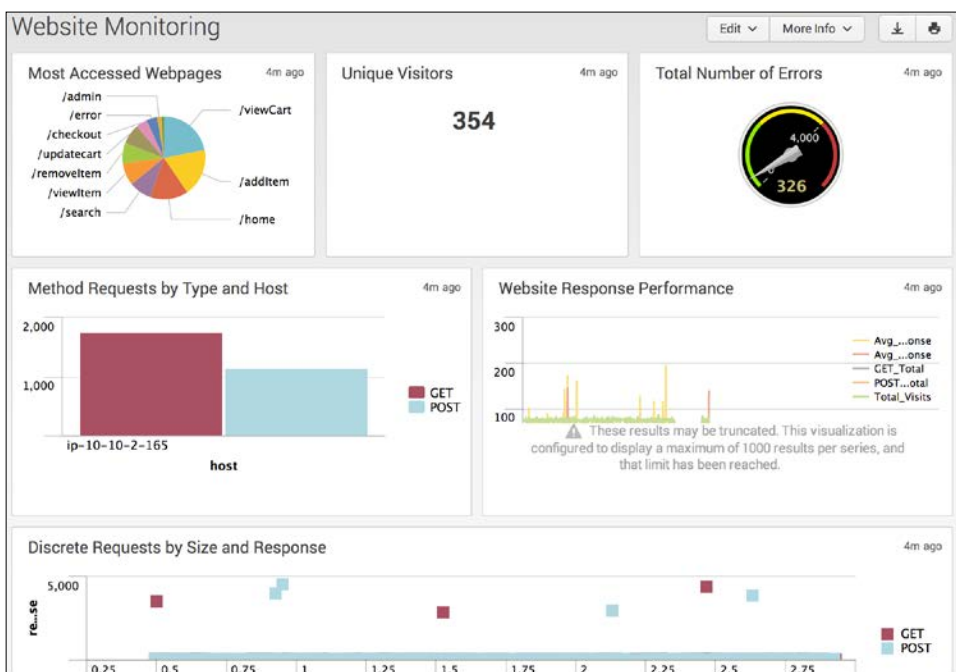 Website Monitoring
Edit
More Info
Most Accessed Webpages
4m ago
/admin
/error
/checkout
/updatecart
/removeItem
/viewItem
/search
/viewCart
/addItem
/home
Unique Visitors
4m ago
354
Total Number of Errors
4m ago
4,000
0
326
Method Requests by Type and Host
4m ago
2,000
1,000
ip-10-10-2-165
host
GET
POST
Website Response Performance
4m ago
300
200
100
Avg_...onse
Avg_...onse
GET_Total
POST...otal
Total_Visits
These results may be truncated. This visualization is
configured to display a maximum of 1000 results per series, and
that limit has been reached.
Discrete Requests by Size and Response
4m ago
5,000
re...se
0.25 0.5 0.75 1 1.25 1.5 1.75 2 2.25 2.5 2.75
GET
POST